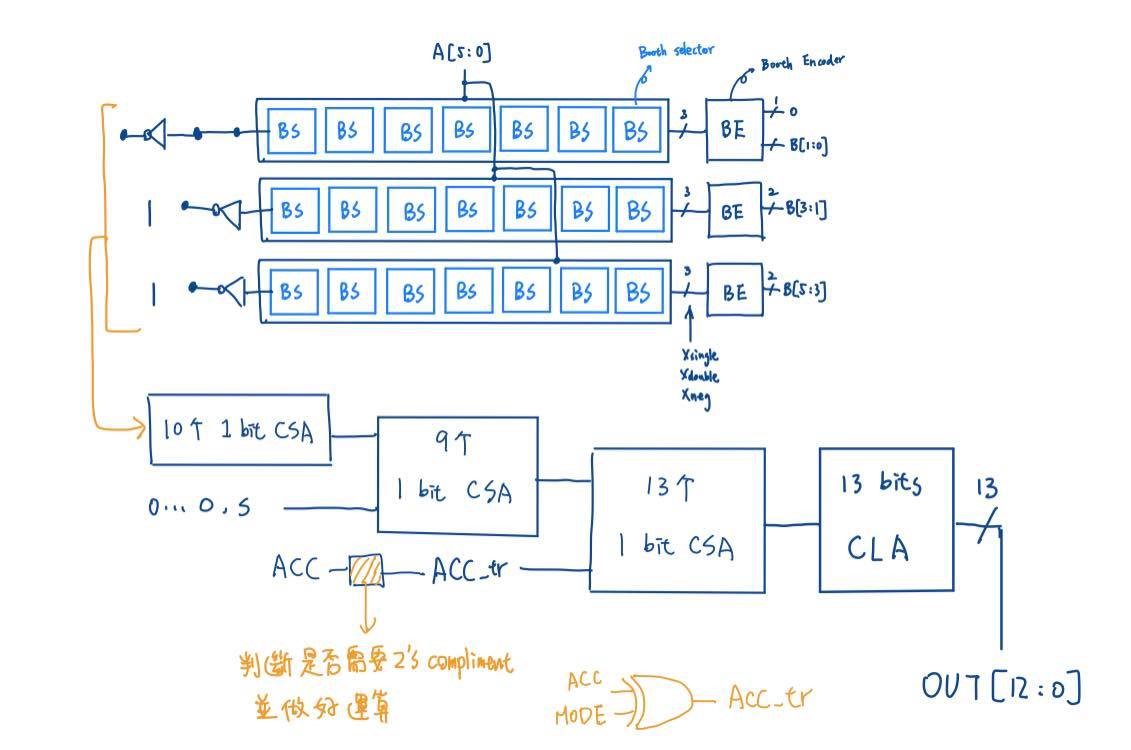 A[5:0]
Booth selector
Booth Encoder
BS BS BS BS BS BS BS 3 BE 1 0
B[1:0]
1 BS BS BS BS BS BS BS 3 BE 2 B[3:1]
1 BS BS BS BS BS BS BS 3 BE 2 B[5:3]
Xsingle
Xdouble
Xneg
10个 1 bit CSA
9个
1 bit CSA
13个
1 bit CSA
13 bits
CLA
13
0...0,S
ACC
ACC_tr
判斷是否需要2's compliment
並做好運算
ACC
MODE
Acc_tr
OUT[12:0]